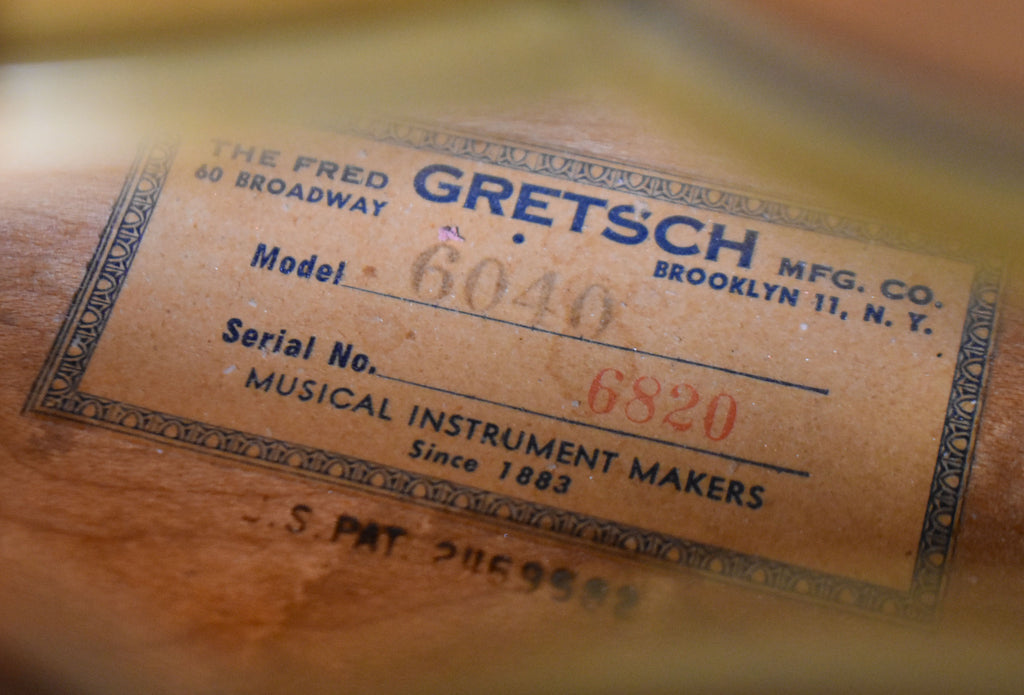 THE FRED GRETSCH MFG. CO.
60 BROADWAY BROOKLYN 11, N. Y.
Model 6040
Serial No. 6820
MUSICAL INSTRUMENT MAKERS
Since 1883
S. PAT.